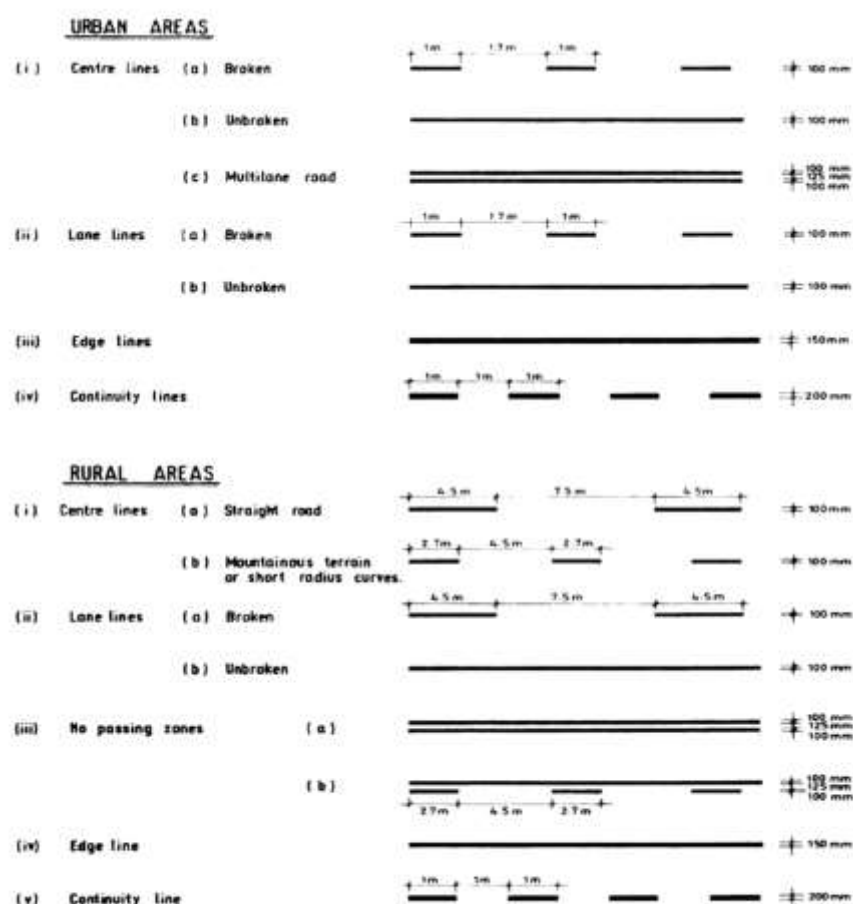 URBAN AREAS
1m 1.7m 1m
(i) Centre lines (a) Broken 100 mm
(b) Unbroken 100 mm
100 mm
(c) Multilane road 125 mm
100 mm
1m 1.7m 1m
(ii) Lane lines (a) Broken 100 mm
(b) Unbroken 100 mm
(iii) Edge lines 150mm
1m 1m 1m
(iv) Continuity lines 200 mm
RURAL AREAS
4.5m 7.5m 4.5m
(i) Centre lines (a) Straight road 100mm
2.7m 4.5m 2.7m
(b) Mountainous terrain 100mm
or short radius curves.
4.5m 7.5m 4.5m
(ii) Lane lines (a) Broken 100 mm
(b) Unbroken 100 mm
100 mm
(iii) No passing zones (a) 125mm
100mm
100 mm
(b) 125mm
100 mm
2.7m 4.5m 2.7m
(iv) Edge line 150 mm
1m 1m 1m
(v) Continuity line 200mm